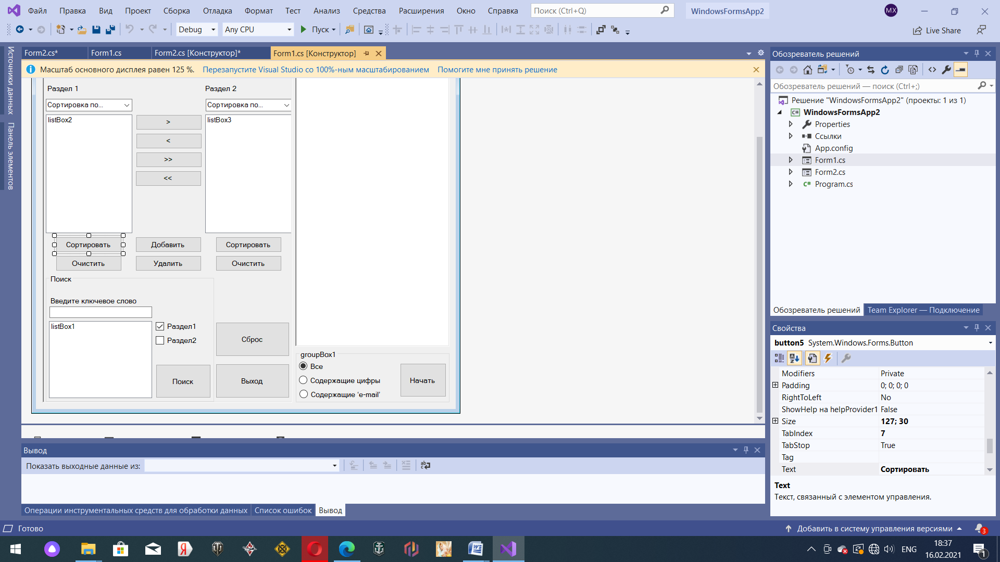 Файл Правка Вид Проект Сборка Отладка Формат Тест Анализ Средства Расширения Окно Справка Поиск (Ctrl+Q) WindowsFormsApp2 MX
Debug Any CPU Пуск Live Share
Источники данных
Панель элементов
Form2.cs* Form1.cs Form2.cs [Конструктор]* Form1.cs [Конструктор]
Масштаб основного дисплея равен 125 %. Перезапустите Visual Studio со 100%-ным масштабированием Помогите мне принять решение
Раздел 1 Раздел 2
Сортировка по... Сортировка по...
listBox2 > listBox3
<
>>
<<
Сортировать Добавить Сортировать
Очистить Удалить Очистить
Поиск
Введите ключевое слово
listBox1 Раздел1
Раздел2
Сброс
Поиск Выход
groupBox1
Все
Содержащие цифры Начать
Содержащие 'e-mail'
Вывод
Показать выходные данные из:
Операции инструментальных средств для обработки данных Список ошибок Вывод
Обозреватель решений
Обозреватель решений — поиск (Ctrl+;)
Решение "WindowsFormsApp2" (проекты: 1 из 1)
C# WindowsFormsApp2
Properties
Ссылки
App.config
Form1.cs
Form2.cs
C# Program.cs
Обозреватель решений Team Explorer — Подключение
Свойства
button5 System.Windows.Forms.Button
Modifiers Private
Padding 0; 0; 0; 0
RightToLeft No
ShowHelp на helpProvider1 False
Size 127; 30
TabIndex 7
TabStop True
Tag
Text Сортировать
Text
Текст, связанный с элементом управления.
Готово Добавить в систему управления версиями 3
ENG 18:37
16.02.2021 1